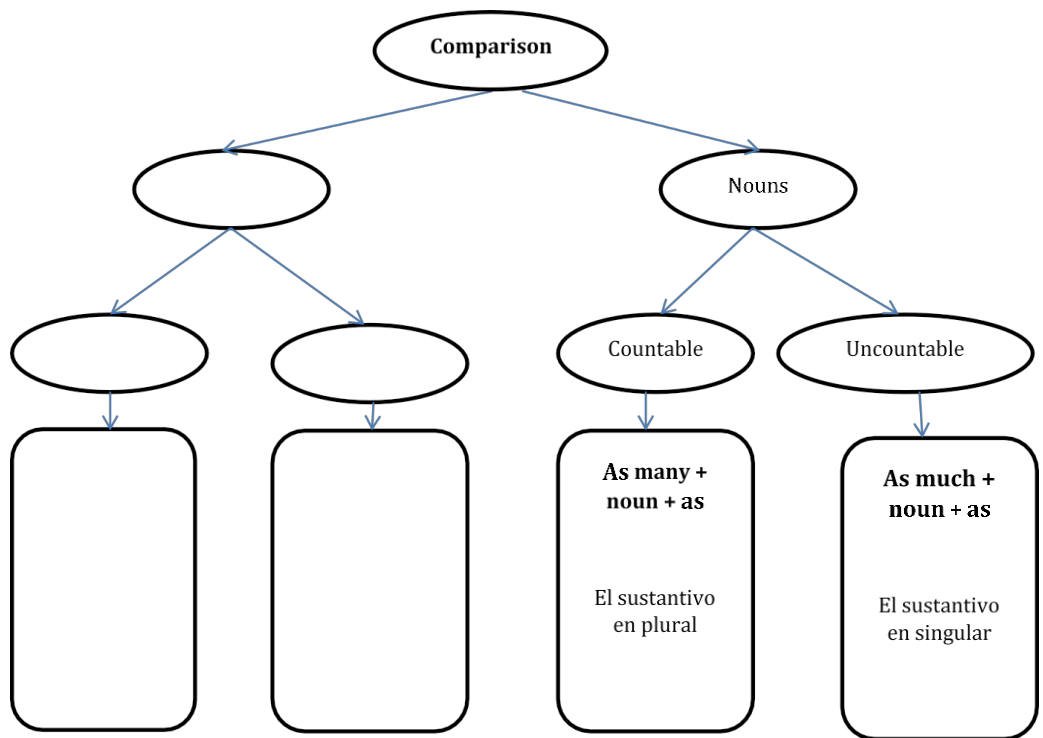 Comparison
Nouns
Countable
Uncountable
As many +
noun + as
El sustantivo
en plural
As much +
noun + as
El sustantivo
en singular